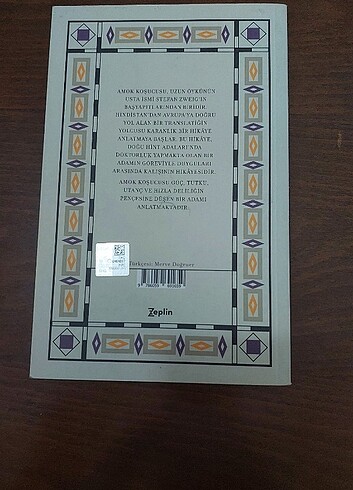 AMOK KOŞUCUSU, UZUN ÖYKÜNÜN
USTA İSMİ STEFAN ZWEIG'IN
BAŞYAPITLARINDAN BİRİDİR.
HİNDİSTAN'DAN AVRUPA'YA DOĞRU
YOL ALAN BİR TRANSATLANTİĞİN
YOLCUSU KARANLIK BİR HİKÂYE
ANLATMAYA BAŞLAR. BU HİKÂYE,
DOĞU HİNT ADALARI'NDA
DOKTORLUK YAPMAKTA OLAN BİR
ADAMIN GÖREVİYLE DUYGULARI
ARASINDA KALIŞININ HİKÂYESİDİR.
AMOK KOŞUCUSU GÜÇ, TUTKU,
UTANÇ VE HIZLA DELİLİĞİN
PENÇESİNE DÜŞEN BİR ADAMI
ANLATMAKTADIR.
Türkçesi: Merve Doğruer
Zeplin